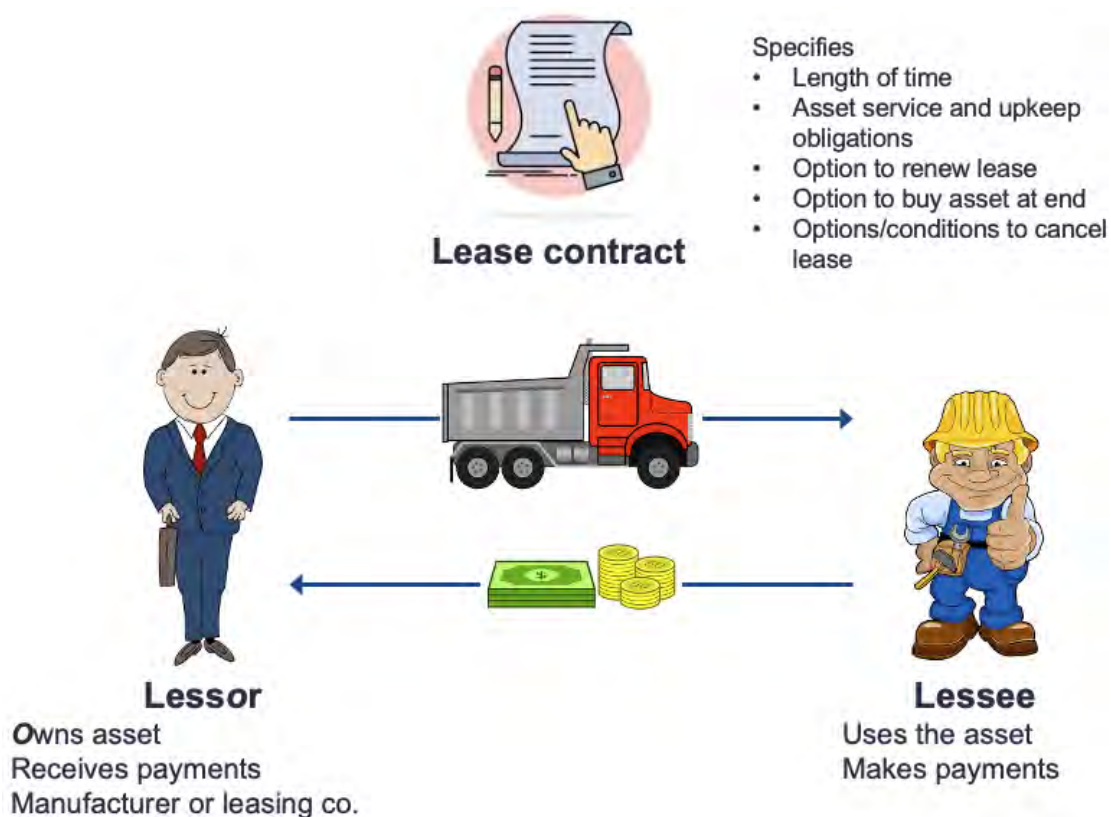 Specifies
• Length of time
• Asset service and upkeep
obligations
• Option to renew lease
• Option to buy asset at end
• Options/conditions to cancel
lease
Lease contract
$
Lessor
Owns asset
Receives payments
Manufacturer or leasing co.
Lessee
Uses the asset
Makes payments